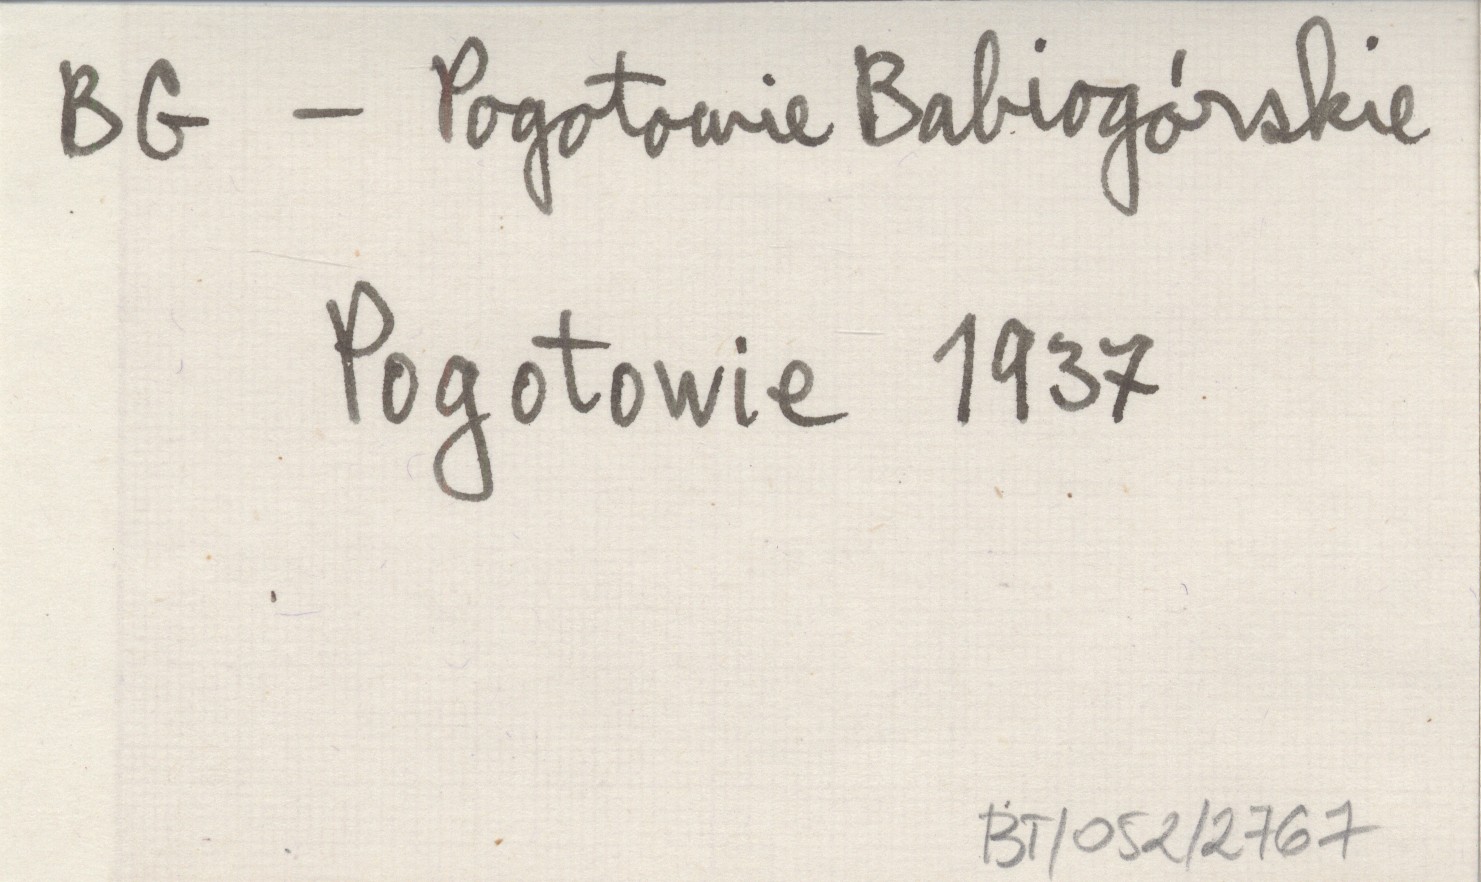 BG - Pogotowie Babiogórskie
Pogotowie 1937
BT/052/2767